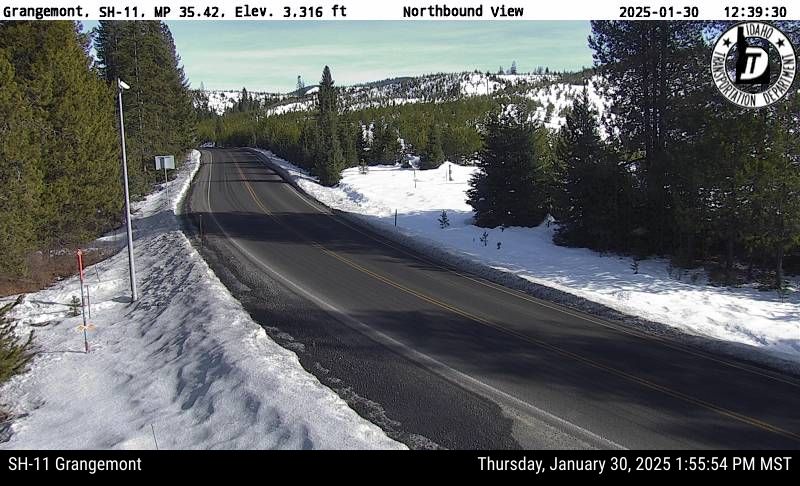 Grangemont, SH-11, MP 35.42, Elev. 3,316 ft Northbound View 2025-01-30 12:39:30
IDAHO
TRANSPORTATION DEPARTMENT
SH-11 Grangemont Thursday, January 30, 2025 1:55:54 PM MST